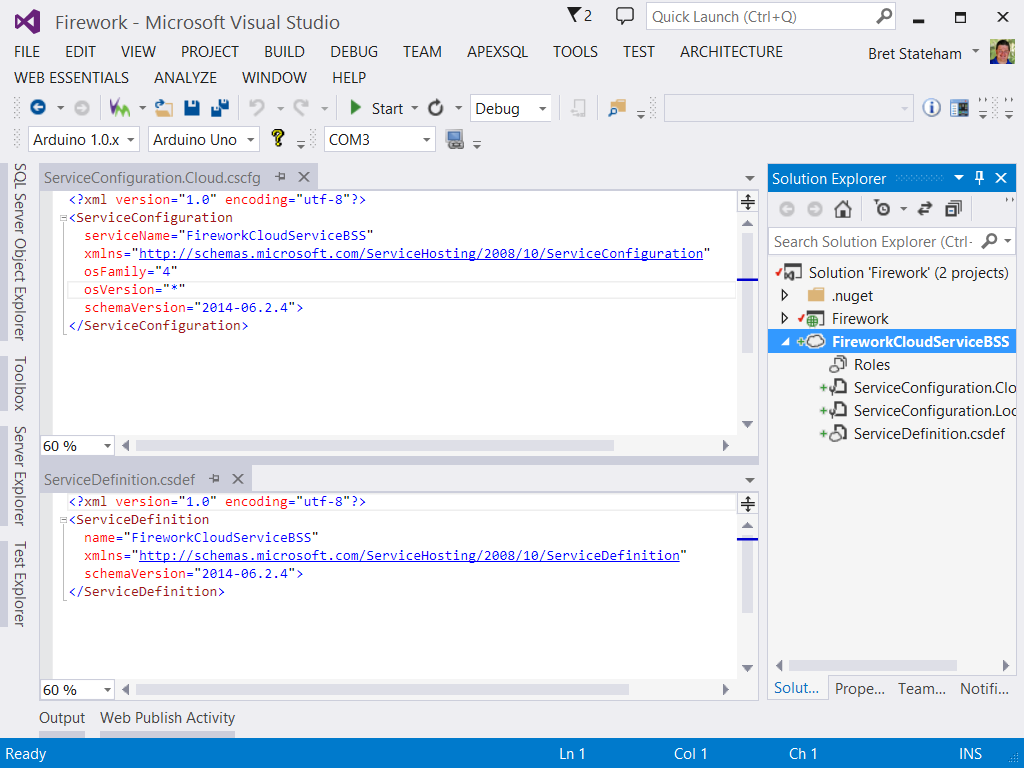 Firework - Microsoft Visual Studio
2
Quick Launch (Ctrl+Q)
FILE EDIT VIEW PROJECT BUILD DEBUG TEAM APEXSQL TOOLS TEST ARCHITECTURE
Bret Stateham
WEB ESSENTIALS ANALYZE WINDOW HELP
Start Debug
Arduino 1.0.x Arduino Uno ? COM3
SQL Server Object Explorer
Toolbox
Server Explorer
Test Explorer
ServiceConfiguration.Cloud.cscfg
<?xml version="1.0" encoding="utf-8"?>
<ServiceConfiguration
serviceName="FireworkCloudServiceBSS"
xmlns="http://schemas.microsoft.com/ServiceHosting/2008/10/ServiceConfiguration"
osFamily="4"
osVersion="*"
schemaVersion="2014-06.2.4">
</ServiceConfiguration>
60 %
ServiceDefinition.csdef
<?xml version="1.0" encoding="utf-8"?>
<ServiceDefinition
name="FireworkCloudServiceBSS"
xmlns="http://schemas.microsoft.com/ServiceHosting/2008/10/ServiceDefinition"
schemaVersion="2014-06.2.4">
</ServiceDefinition>
60 %
Solution Explorer
Search Solution Explorer (Ctrl-
Solution 'Firework' (2 projects)
.nuget
Firework
FireworkCloudServiceBSS
Roles
ServiceConfiguration.Clo
ServiceConfiguration.Loc
ServiceDefinition.csdef
Solut... Prope... Team... Notifi...
Output Web Publish Activity
Ready Ln 1 Col 1 Ch 1 INS